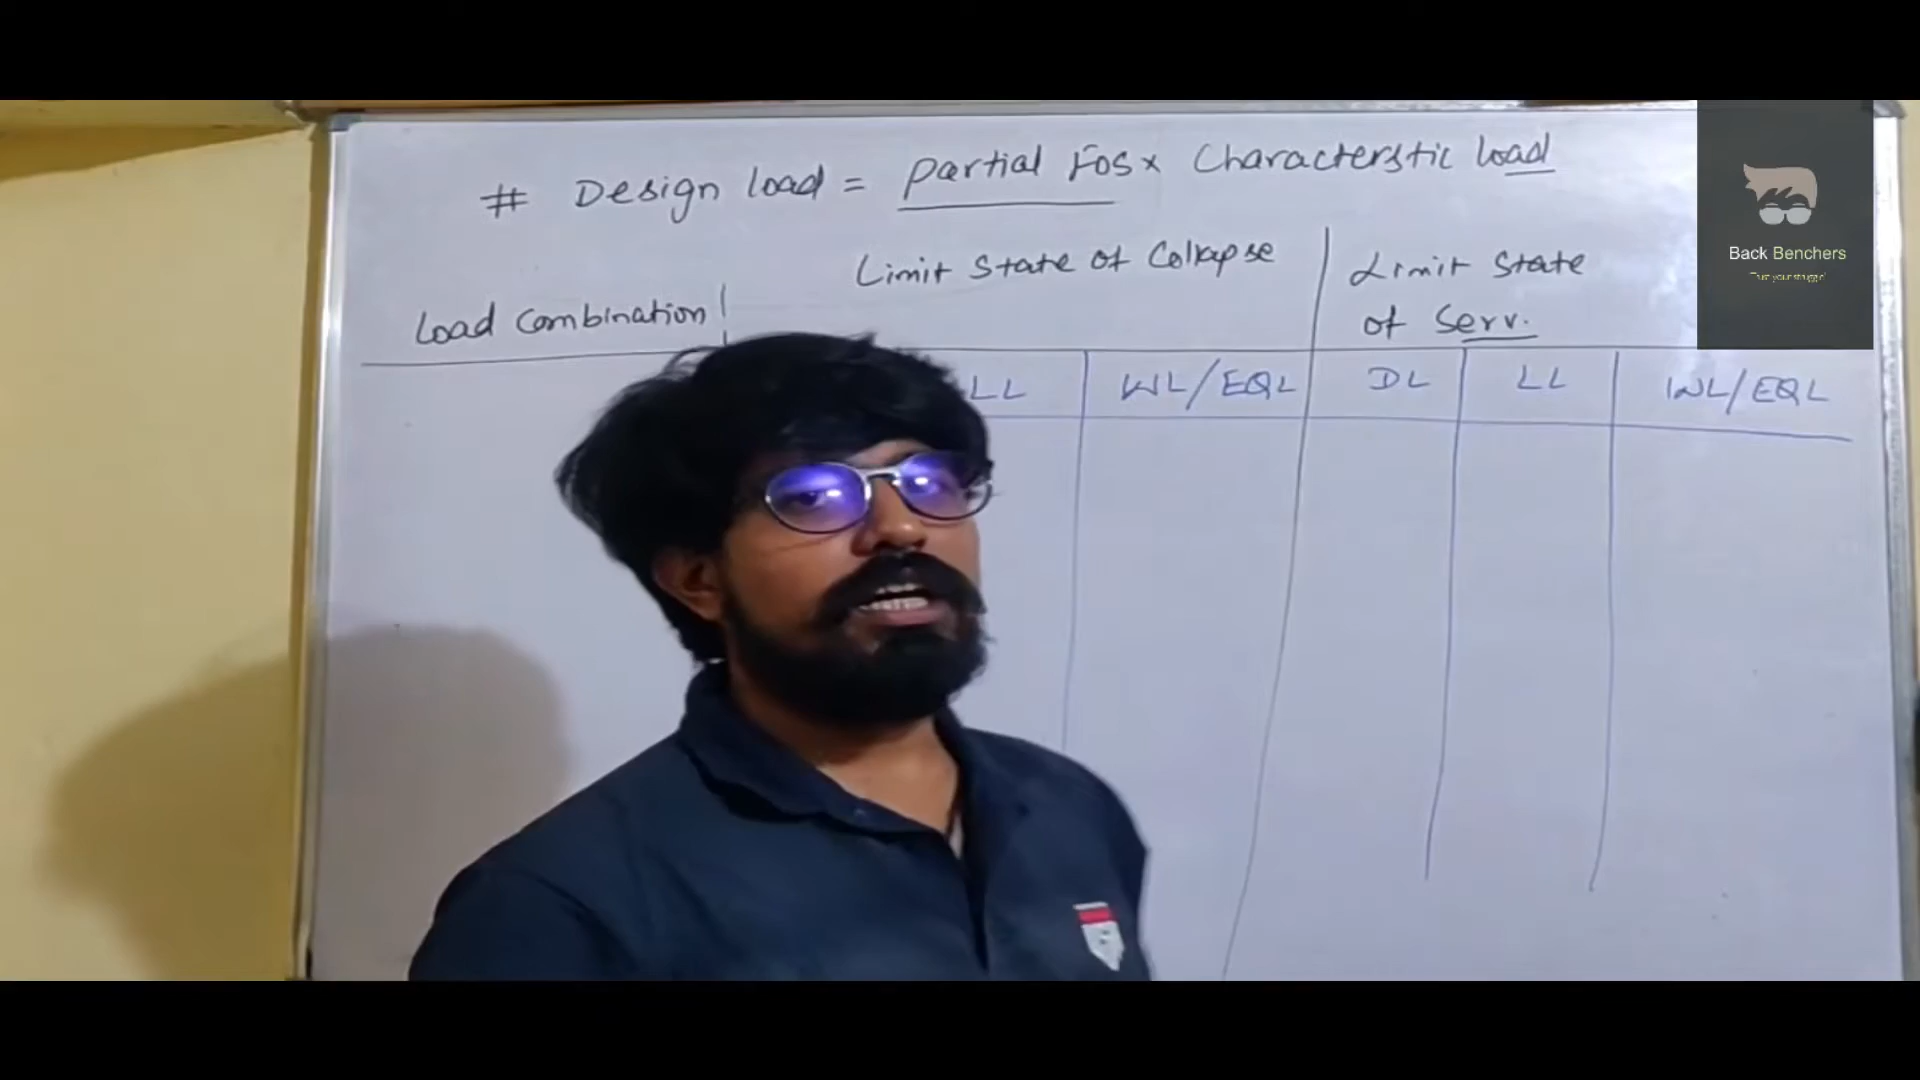 # Design load = Partial FOS x Characterstic load
Limit State of Collapse
Limit State
of Serv.
Load Combination
LL
WL/EQL
DL
LL
WL/EQL
Back Benchers